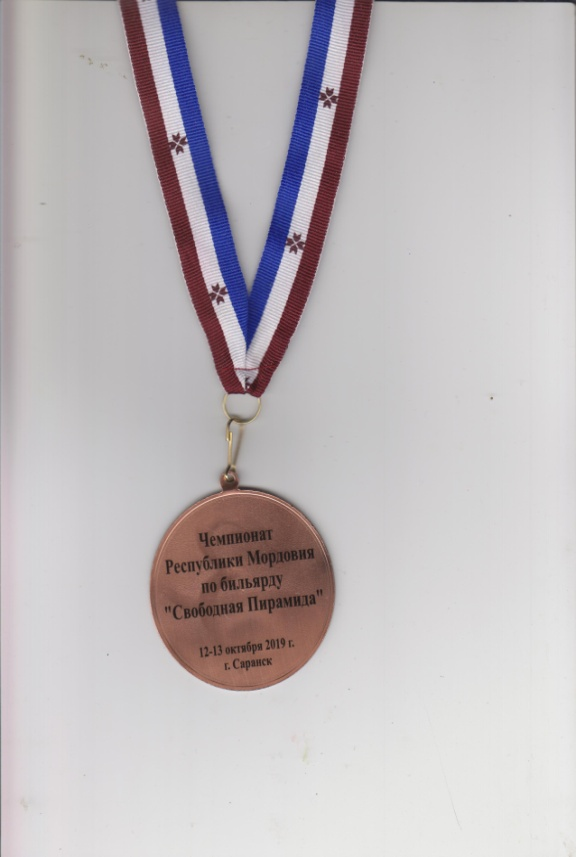 Чемпионат
Республики Мордовия
по бильярду
"Свободная Пирамида"
12-13 октября 2019 г.
г. Саранск